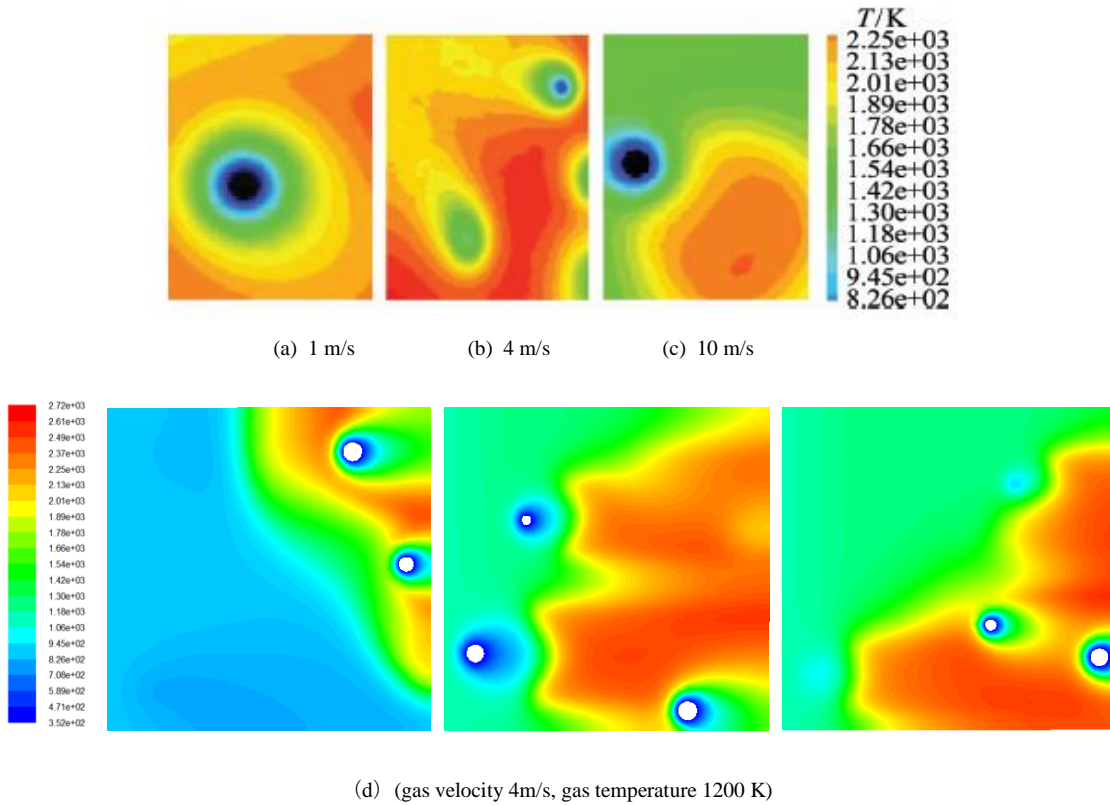 T/K
2.25e+03
2.13e+03
2.01e+03
1.89e+03
1.78e+03
1.66e+03
1.54e+03
1.42e+03
1.30e+03
1.18e+03
1.06e+03
9.45e+02
8.26e+02
(a) 1 m/s
(b) 4 m/s
(c) 10 m/s
2.72e+03
2.61e+03
2.49e+03
2.37e+03
2.25e+03
2.13e+03
2.01e+03
1.89e+03
1.78e+03
1.66e+03
1.54e+03
1.42e+03
1.30e+03
1.18e+03
1.06e+03
9.45e+02
8.26e+02
7.08e+02
5.89e+02
4.71e+02
3.52e+02
(d) (gas velocity 4m/s, gas temperature 1200 K)